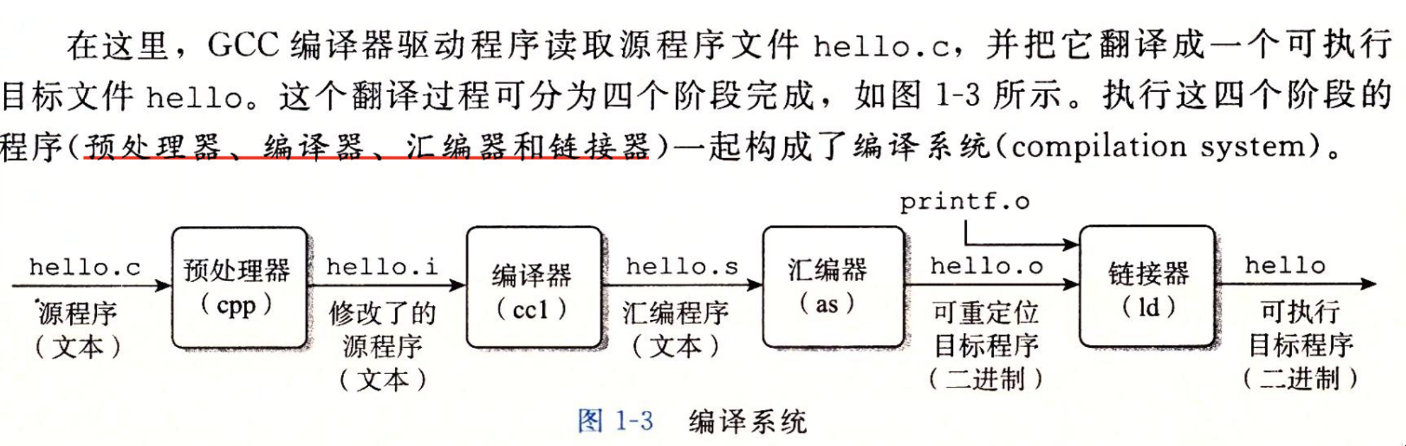 在这里，GCC 编译器驱动程序读取源程序文件 hello.c，并把它翻译成一个可执行
目标文件 hello。这个翻译过程可分为四个阶段完成，如图 1-3 所示。执行这四个阶段的
程序(预处理器、编译器、汇编器和链接器)一起构成了编译系统(compilation system)。
printf.o
hello.c 预处理器 hello.i 编译器 hello.s 汇编器 hello.o 链接器 hello
(cpp) (cc1) (as) (ld)
源程序 修改了的 汇编程序 可重定位 可执行
(文本) 源程序 (文本) 目标程序 目标程序
(文本) (二进制) (二进制)
图 1-3 编译系统